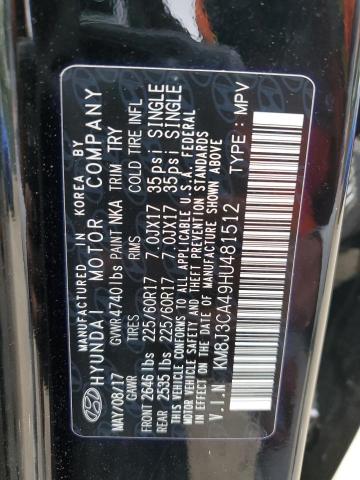 MANUFACTURED IN KOREA BY
HYUNDAI MOTOR COMPANY
MAY/08/17 GVWR 4740 lbs PAINT NKA TRIM TRY
GAWR TIRES RIMS COLD TIRE INFL
FRONT 2646 lbs 225/60R17 7.0JX17 35psi SINGLE
REAR 2535 lbs 225/60R17 7.0JX17 35psi SINGLE
THIS VEHICLE CONFORMS TO ALL APPLICABLE U.S.A. FEDERAL
MOTOR VEHICLE SAFETY AND THEFT PREVENTION STANDARDS
IN EFFECT ON THE DATE OF MANUFACTURE SHOWN ABOVE.
V.I.N KM8J3CA49HU481512 TYPE: MPV